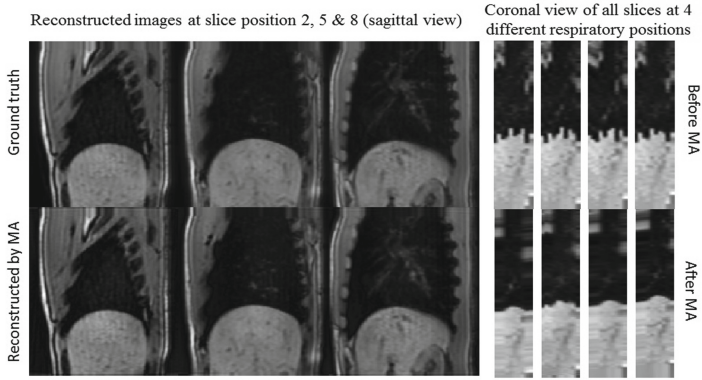 Reconstructed images at slice position 2, 5 & 8 (sagittal view)
Coronal view of all slices at 4
different respiratory positions
Ground truth
Before MA
Reconstructed by MA
After MA